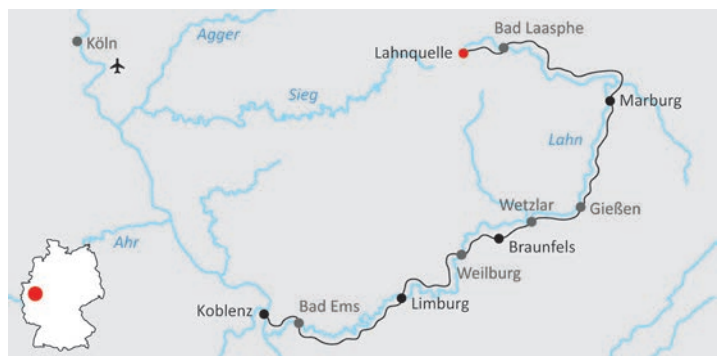 Köln
Agger
Bad Laasphe
Lahnquelle
Sieg
Marburg
Lahn
Wetzlar
Gießen
Ahr
Braunfels
Weilburg
Koblenz
Bad Ems
Limburg